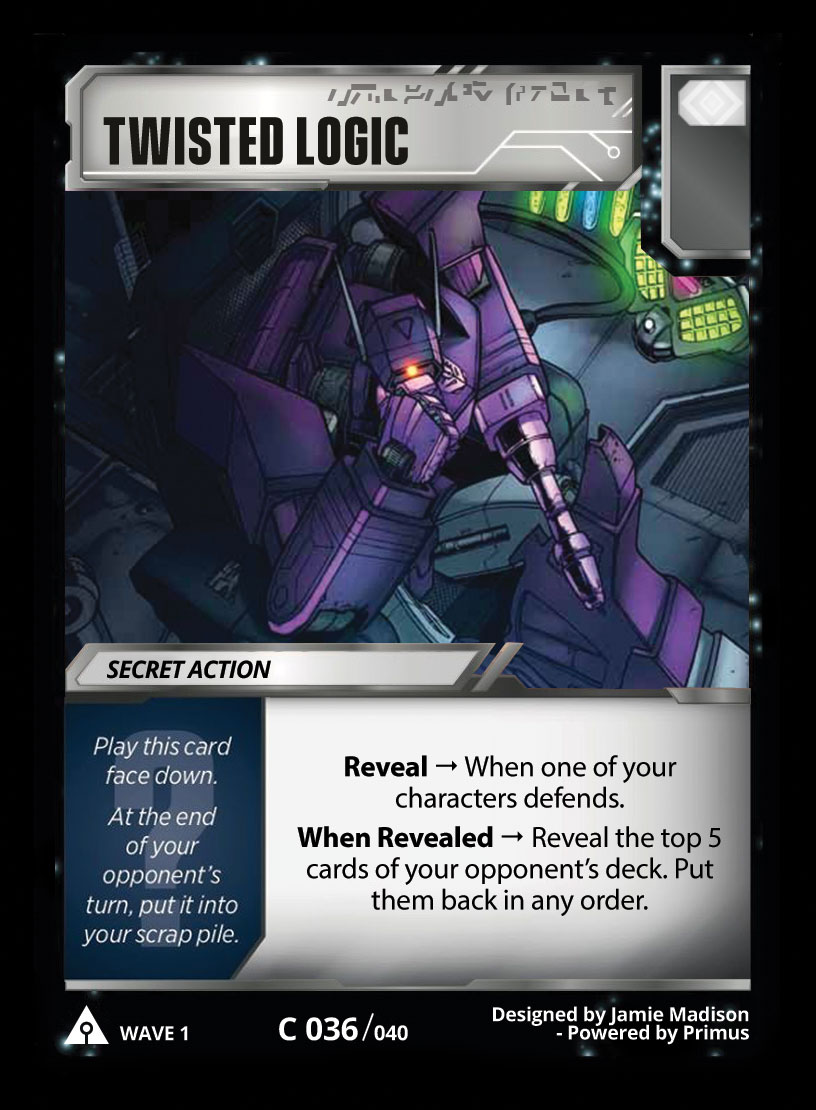 TWISTED LOGIC
SECRET ACTION
Play this card
face down.
At the end
of your
opponent's
turn, put it into
your scrap pile.
Reveal → When one of your
characters defends.
When Revealed → Reveal the top 5
cards of your opponent's deck. Put
them back in any order.
WAVE 1
C 036/040
Designed by Jamie Madison
- Powered by Primus